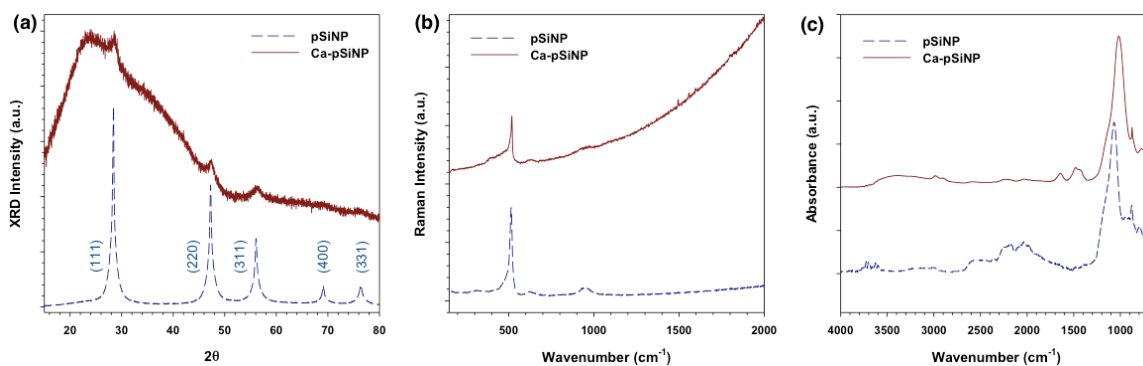 (a)
pSiNP
Ca-pSiNP
XRD Intensity (a.u.)
(111)
(220)
(311)
(400)
(331)
20 30 40 50 60 70 80
2θ
(b)
pSiNP
Ca-pSiNP
Raman Intensity (a.u.)
500 1000 1500 2000
Wavenumber (cm⁻¹)
(c)
pSiNP
Ca-pSiNP
Absorbance (a.u.)
4000 3500 3000 2500 2000 1500 1000
Wavenumber (cm⁻¹)